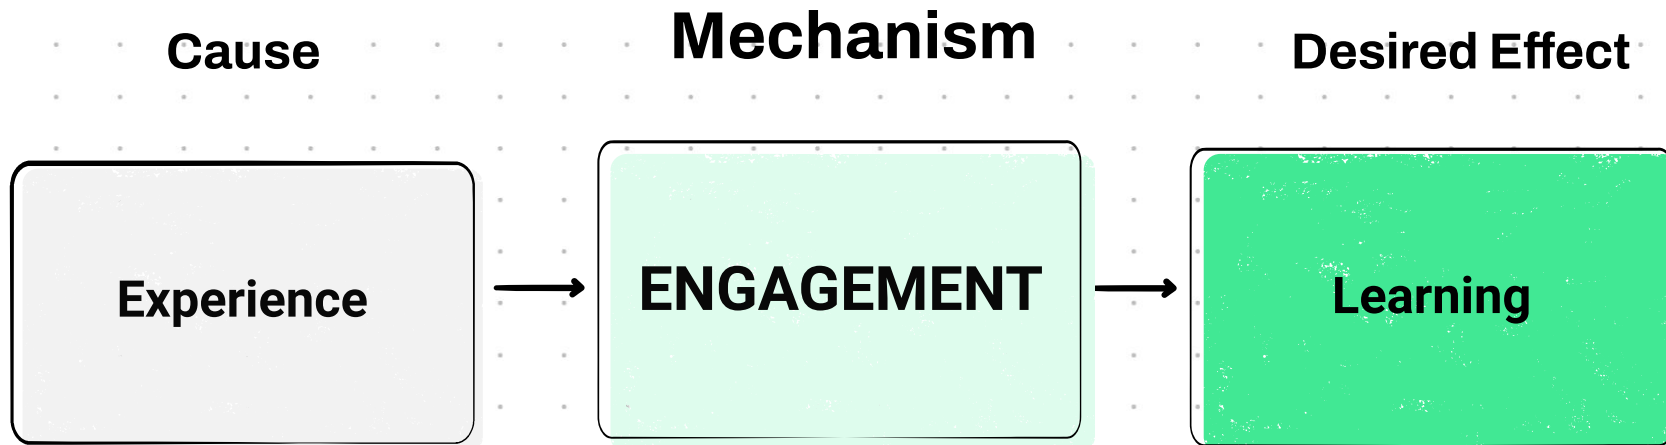 Cause
Mechanism
Desired Effect
Experience
ENGAGEMENT
Learning